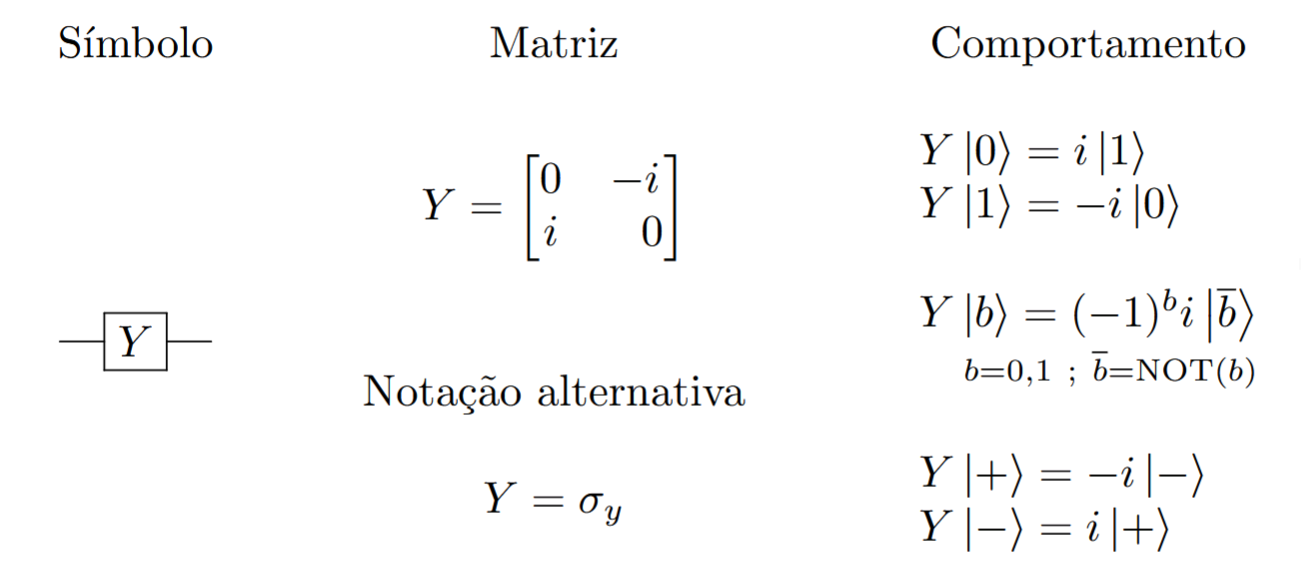 Símbolo
Matriz
Comportamento
Y
Y = [0 −i
i 0]
Notação alternativa
Y = σ_y
Y |0⟩ = i |1⟩
Y |1⟩ = −i |0⟩
Y |b⟩ = (−1)^b i |b̅⟩
b=0,1 ; b̅=NOT(b)
Y |+⟩ = −i |−⟩
Y |−⟩ = i |+⟩